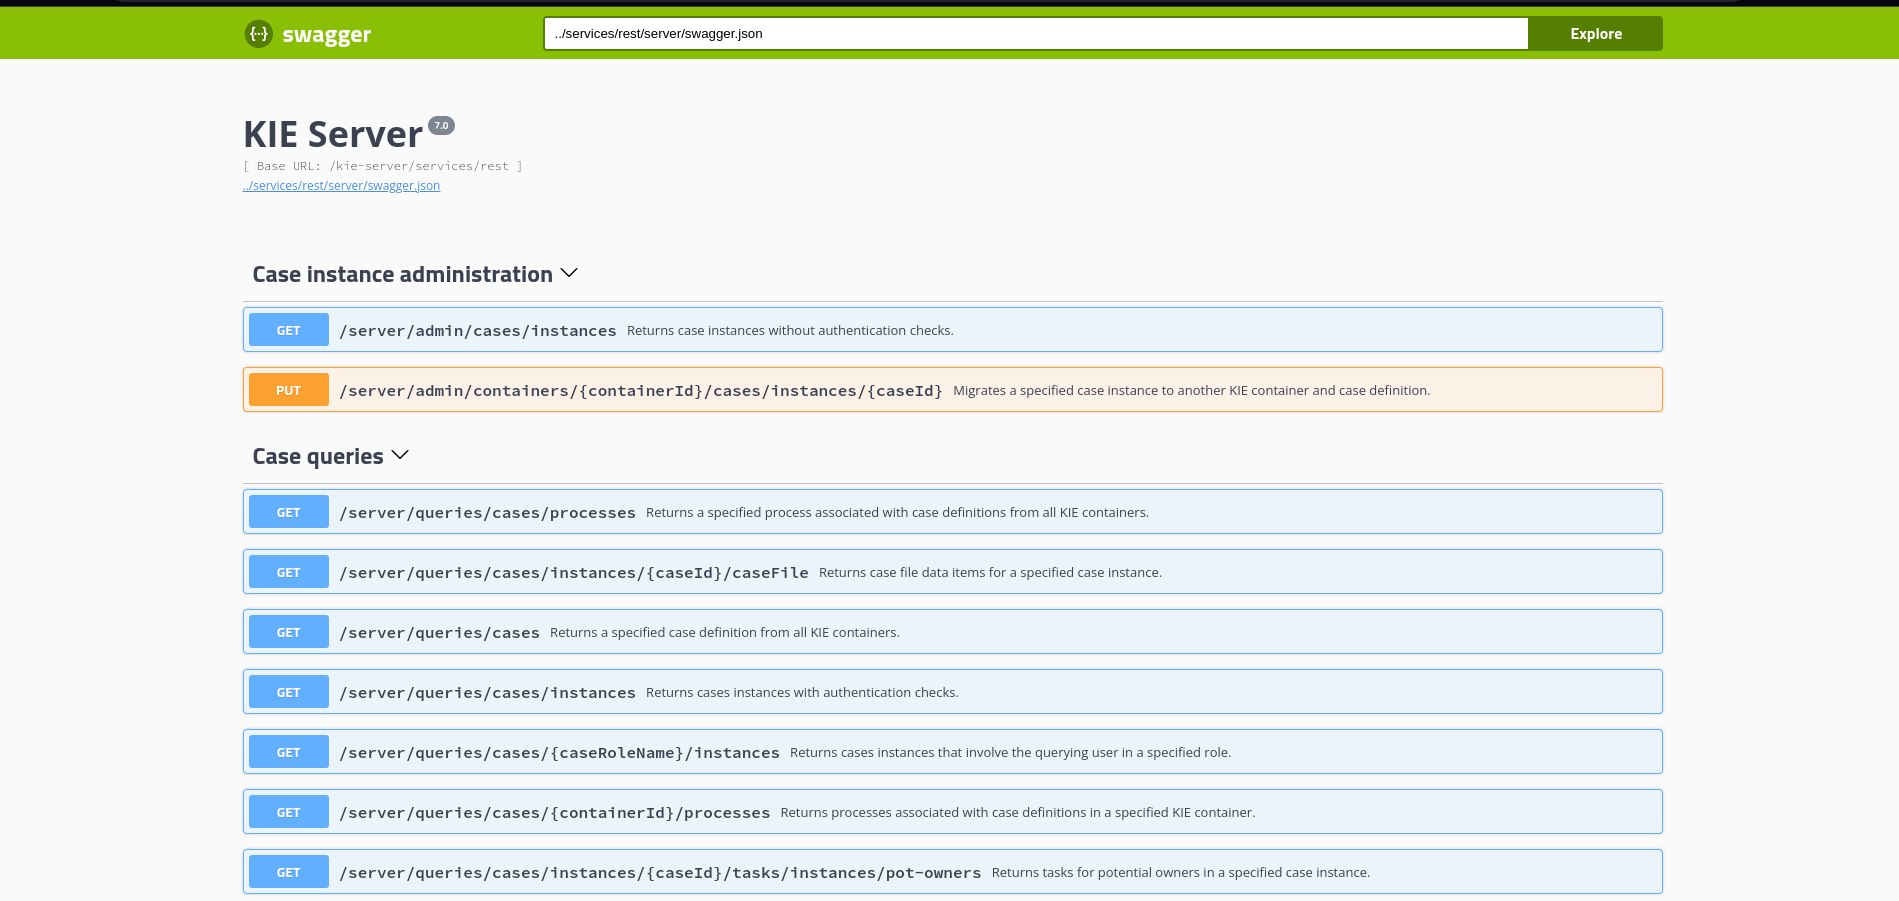 swagger
../services/rest/server/swagger.json
Explore
KIE Server 7.0
[ Base URL: /kie-server/services/rest ]
../services/rest/server/swagger.json
Case instance administration
GET /server/admin/cases/instances Returns case instances without authentication checks.
PUT /server/admin/containers/{containerId}/cases/instances/{caseId} Migrates a specified case instance to another KIE container and case definition.
Case queries
GET /server/queries/cases/processes Returns a specified process associated with case definitions from all KIE containers.
GET /server/queries/cases/instances/{caseId}/caseFile Returns case file data items for a specified case instance.
GET /server/queries/cases Returns a specified case definition from all KIE containers.
GET /server/queries/cases/instances Returns cases instances with authentication checks.
GET /server/queries/cases/{caseRoleName}/instances Returns cases instances that involve the querying user in a specified role.
GET /server/queries/cases/{containerId}/processes Returns processes associated with case definitions in a specified KIE container.
GET /server/queries/cases/instances/{caseId}/tasks/instances/pot-owners Returns tasks for potential owners in a specified case instance.